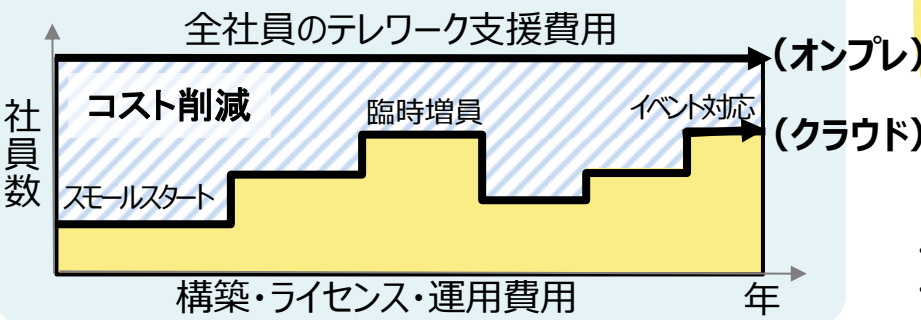 全社員のテレワーク支援費用
(オンプレ)
コスト削減
臨時増員
イベント対応
(クラウド)
社員数
スモールスタート
構築・ライセンス・運用費用
年